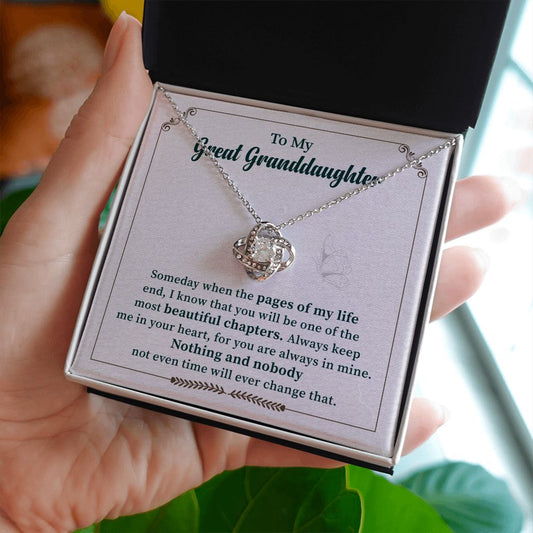 To My
Great Granddaughter
Someday when the pages of my life
end, I know that you will be one of the
most beautiful chapters. Always keep
me in your heart, for you are always in mine.
Nothing and nobody
not even time will ever change that.